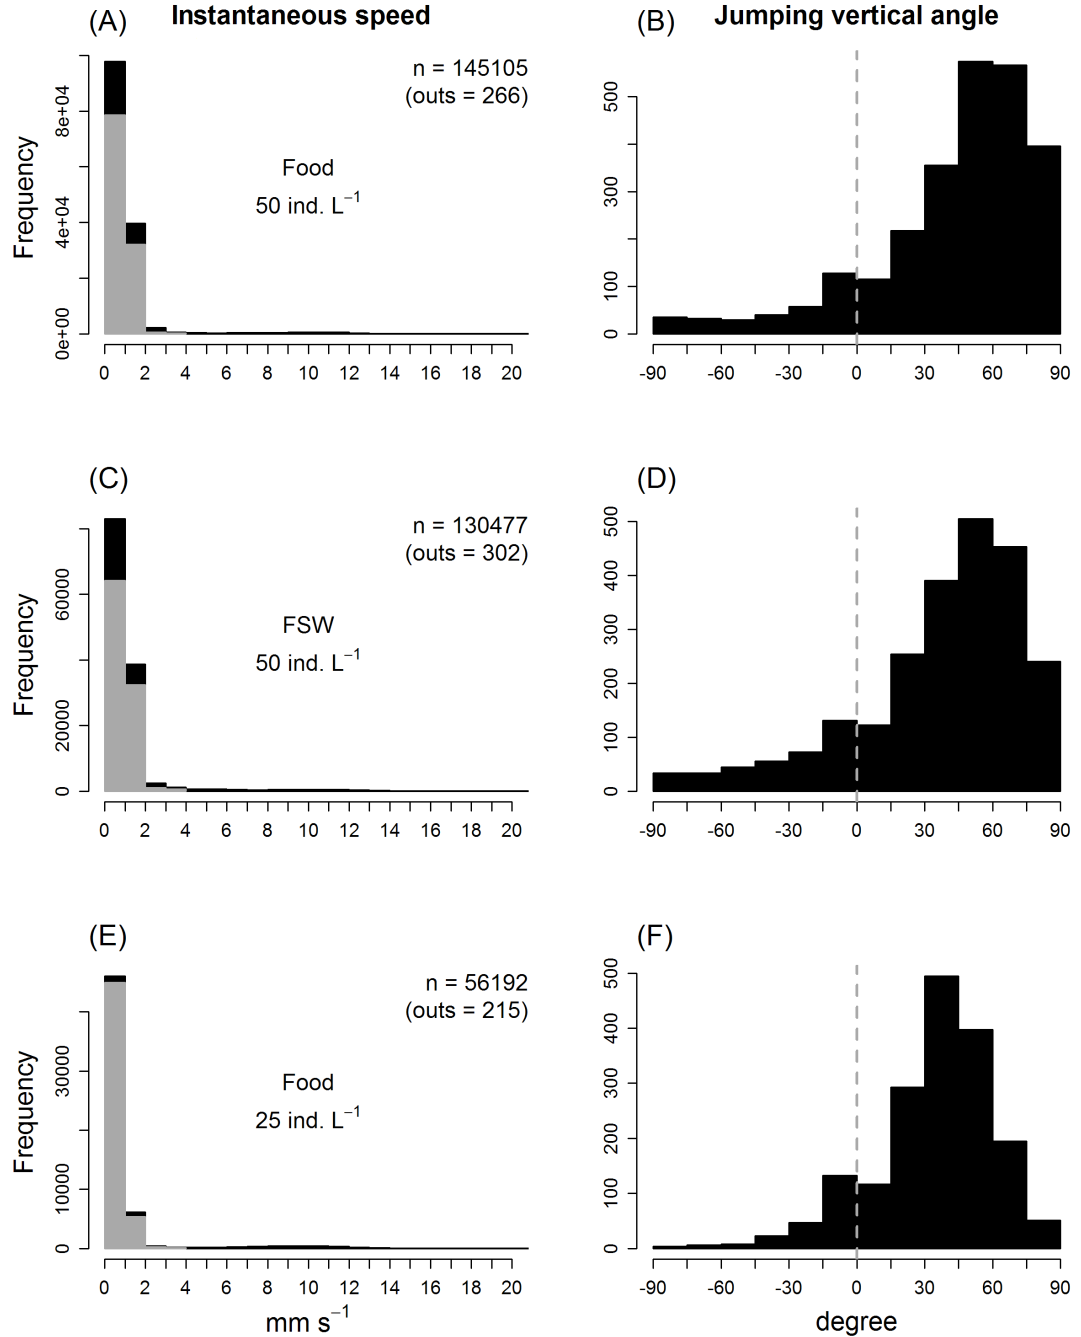 Instantaneous speed
Jumping vertical angle
(A)
n = 145105
(outs = 266)
Food
50 ind. L⁻¹
Frequency
0e+00
4e+04
8e+04
0 2 4 6 8 10 12 14 16 18 20
(B)
0
100
300
500
-90 -60 -30 0 30 60 90
(C)
n = 130477
(outs = 302)
FSW
50 ind. L⁻¹
Frequency
0
20000
60000
0 2 4 6 8 10 12 14 16 18 20
(D)
0
100
200
300
400
500
-90 -60 -30 0 30 60 90
(E)
n = 56192
(outs = 215)
Food
25 ind. L⁻¹
Frequency
0
10000
30000
0 2 4 6 8 10 12 14 16 18 20
mm s⁻¹
(F)
0
100
200
300
400
500
-90 -60 -30 0 30 60 90
degree